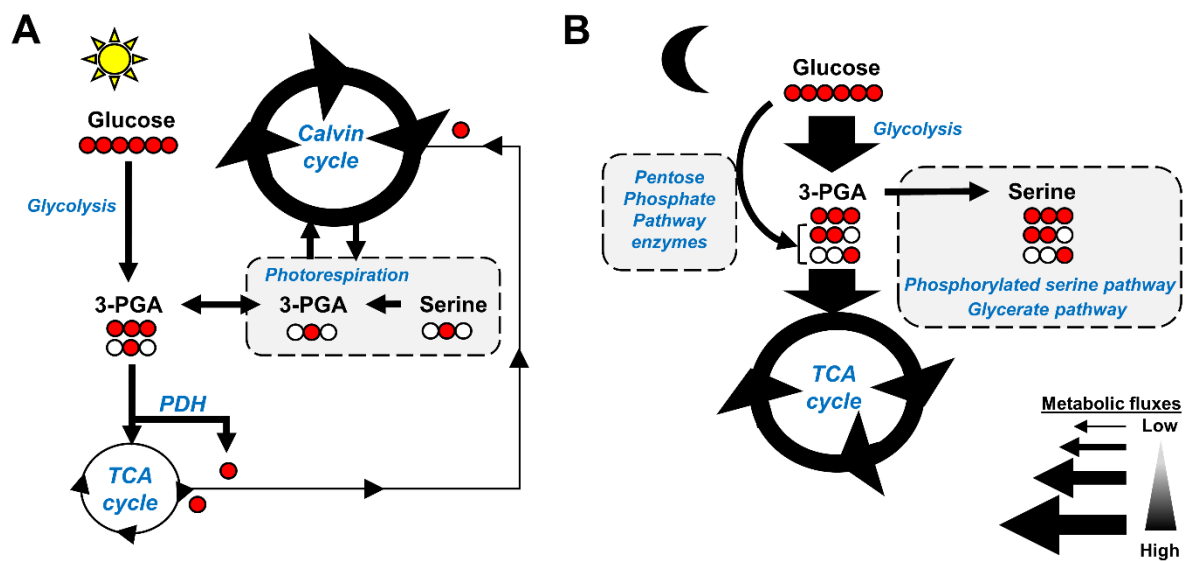 A
Glucose
Glycolysis
Calvin
cycle
Photorespiration
3-PGA
3-PGA
Serine
PDH
TCA
cycle
B
Glucose
Glycolysis
Pentose
Phosphate
Pathway
enzymes
3-PGA
Serine
Phosphorylated serine pathway
Glycerate pathway
TCA
cycle
Metabolic fluxes
Low
High